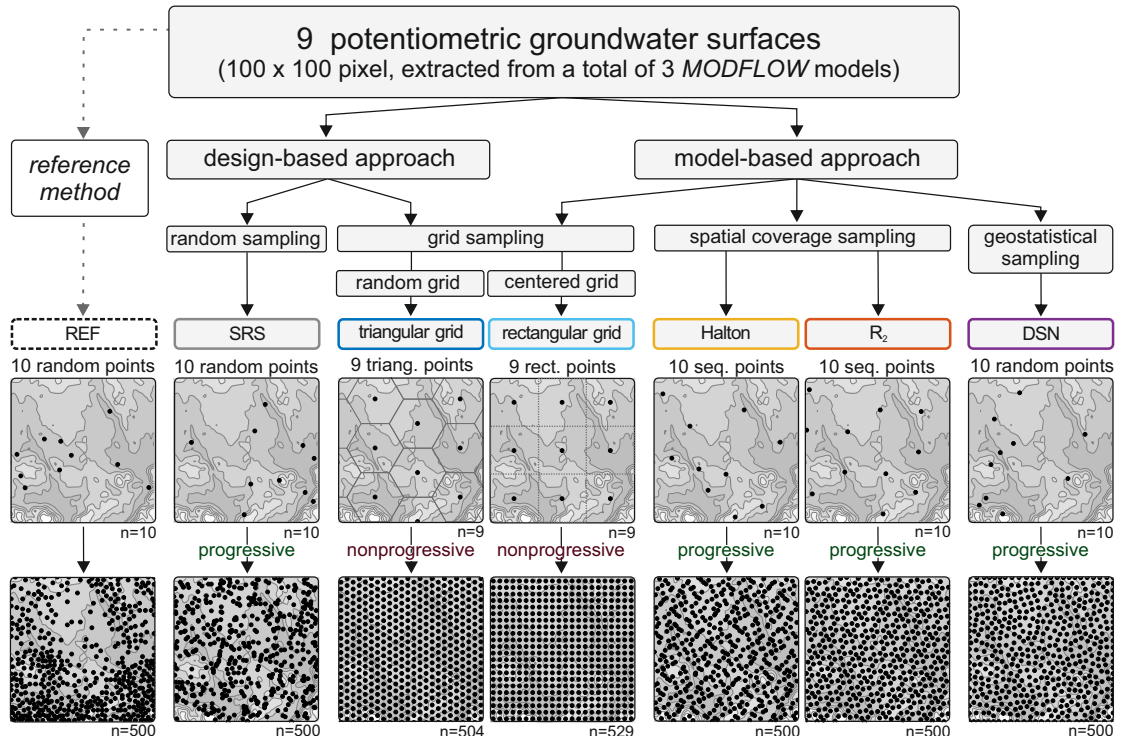 9 potentiometric groundwater surfaces
(100 x 100 pixel, extracted from a total of 3 MODFLOW models)
reference
method
design-based approach
model-based approach
random sampling
grid sampling
spatial coverage sampling
geostatistical
sampling
random grid
centered grid
REF
SRS
triangular grid
rectangular grid
Halton
R₂
DSN
10 random points
10 random points
9 triang. points
9 rect. points
10 seq. points
10 seq. points
10 random points
n=10
n=10
n=9
n=9
n=10
n=10
n=10
progressive
nonprogressive
nonprogressive
progressive
progressive
progressive
n=500
n=500
n=504
n=529
n=500
n=500
n=500